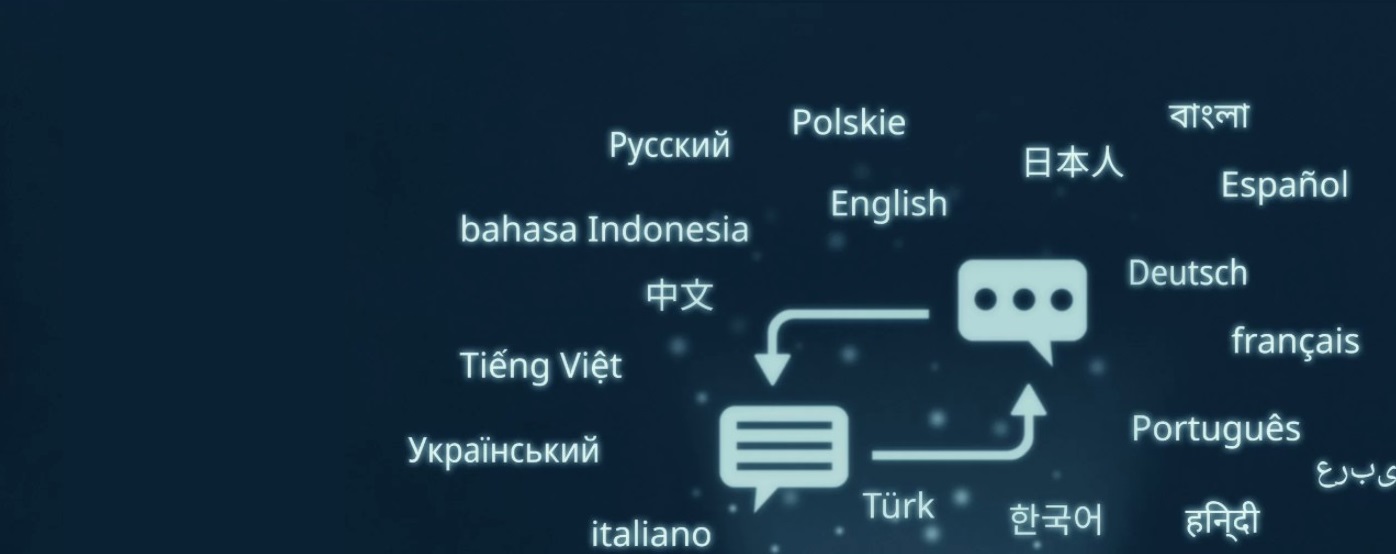 বাংলা
Polskie
Русский
日本人
Español
English
bahasa Indonesia
Deutsch
中文
français
Tiếng Việt
Português
Український
عربی
Türk
한국어
हिन्दी
italiano